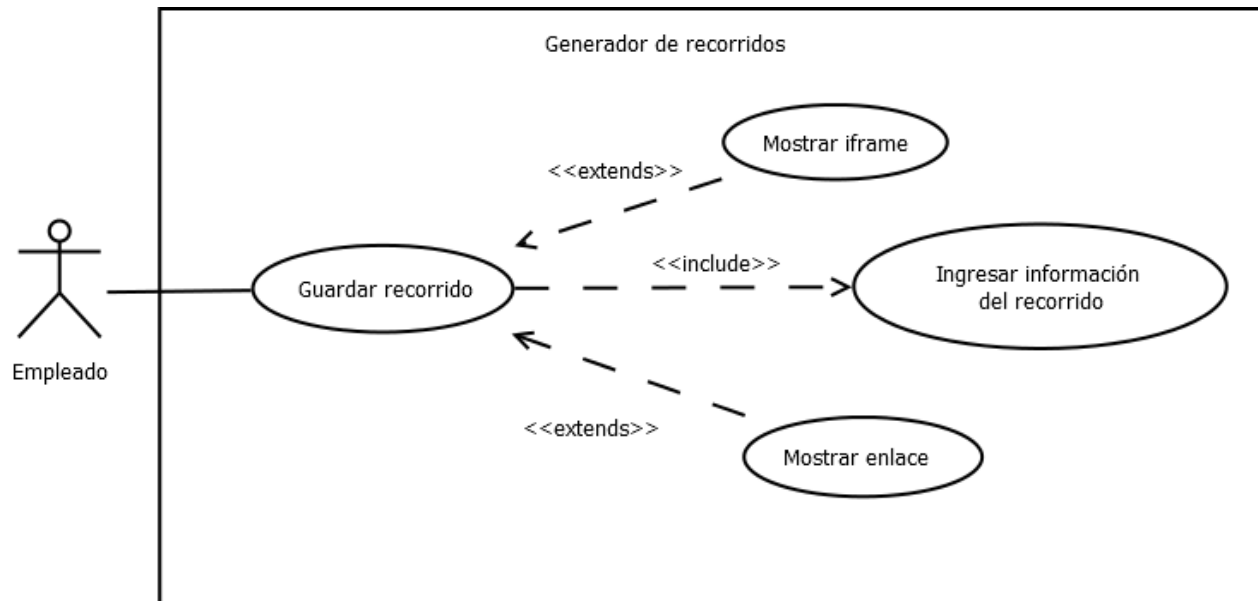 Generador de recorridos
Mostrar iframe
<<extends>>
<<include>>
Ingresar información
del recorrido
Guardar recorrido
Empleado
<<extends>>
Mostrar enlace